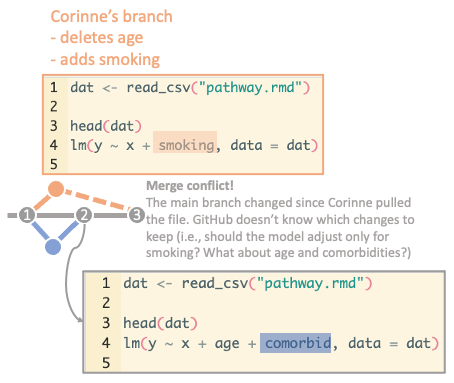 Corinne’s branch
- deletes age
- adds smoking
1 dat <- read_csv("pathway.rmd")
2
3 head(dat)
4 lm(y ~ x + smoking, data = dat)
5
Merge conflict!
The main branch changed since Corinne pulled
the file. GitHub doesn’t know which changes to
keep (i.e., should the model adjust only for
smoking? What about age and comorbidities?)
1 2 3
1 dat <- read_csv("pathway.rmd")
2
3 head(dat)
4 lm(y ~ x + age + comorbid, data = dat)
5